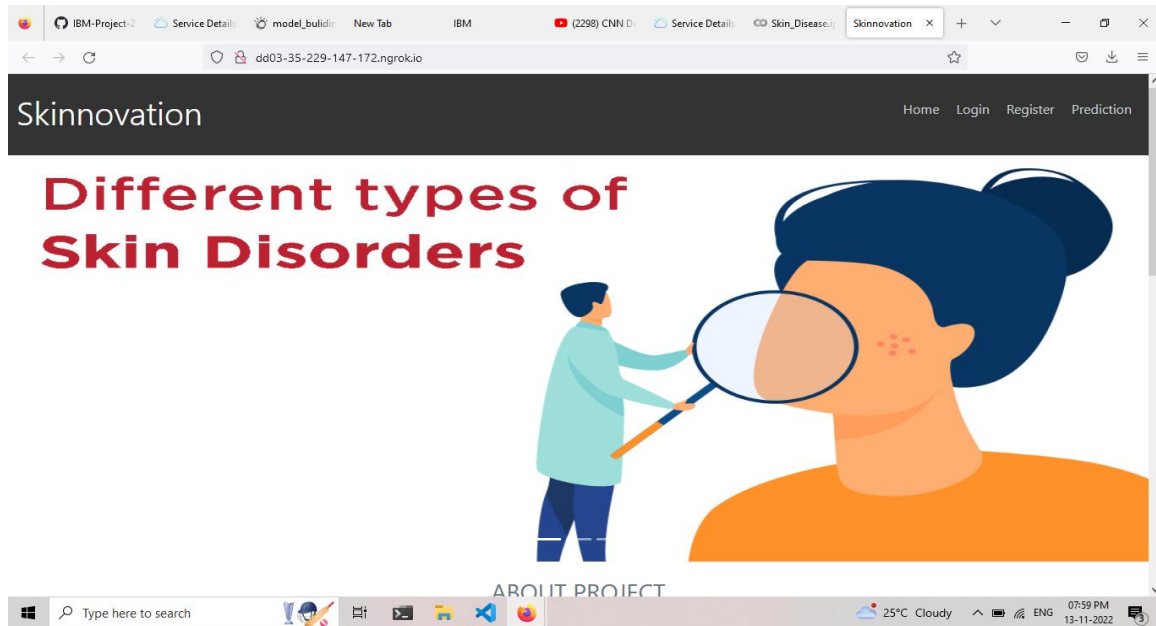 IBM-Project-2 Service Details model_bulidin New Tab IBM (2298) CNN D Service Details Skin_Disease.i Skinnovation
dd03-35-229-147-172.ngrok.io
Skinnovation Home Login Register Prediction
Different types of
Skin Disorders
ABOUT PROJECT
Type here to search 25°C Cloudy ENG 07:59 PM
13-11-2022
3